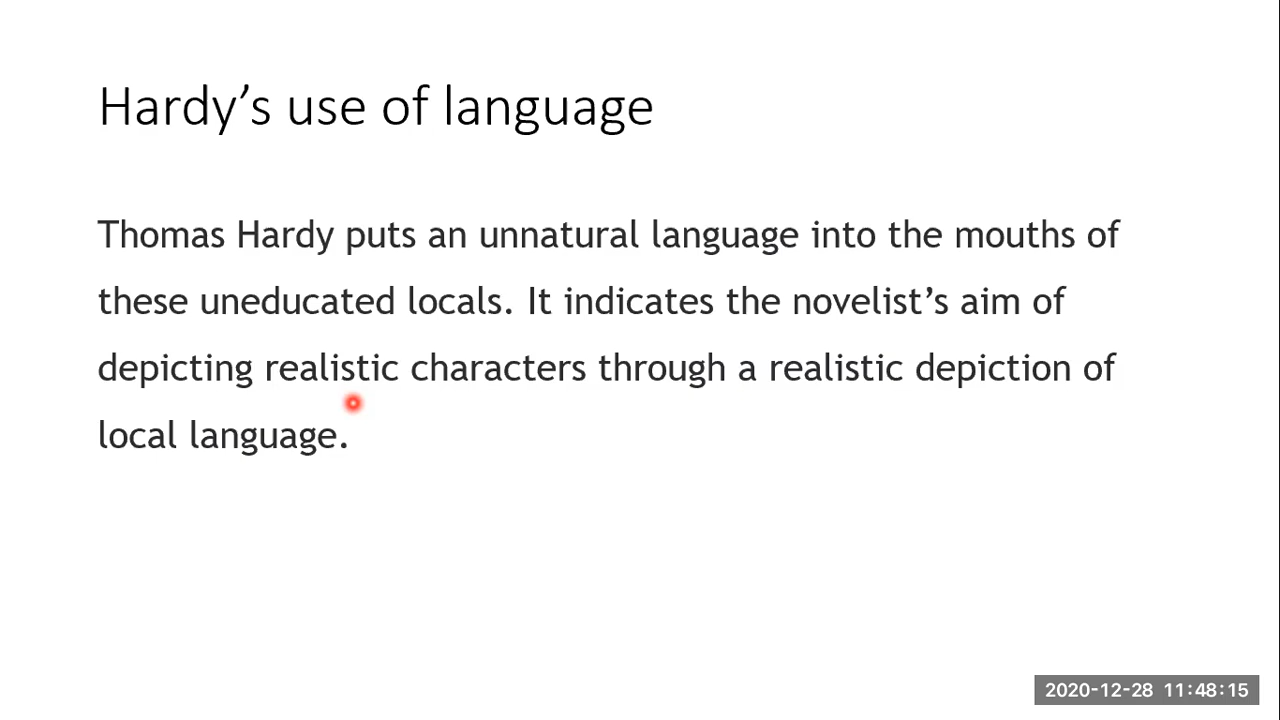 Hardy’s use of language
Thomas Hardy puts an unnatural language into the mouths of
these uneducated locals. It indicates the novelist’s aim of
depicting realistic characters through a realistic depiction of
local language.
2020-12-28 11:48:15